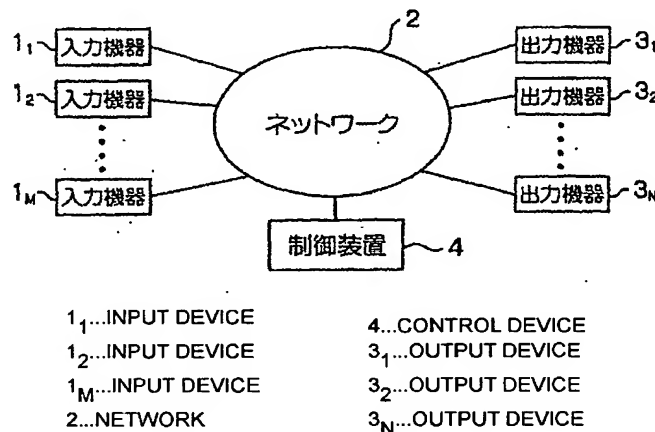 2
1₁ 入力機器
出力機器 3₁
1₂ 入力機器
出力機器 3₂
ネットワーク
1M 入力機器
出力機器 3N
制御装置 4
1₁...INPUT DEVICE
1₂...INPUT DEVICE
1M...INPUT DEVICE
2...NETWORK
4...CONTROL DEVICE
3₁...OUTPUT DEVICE
3₂...OUTPUT DEVICE
3N...OUTPUT DEVICE